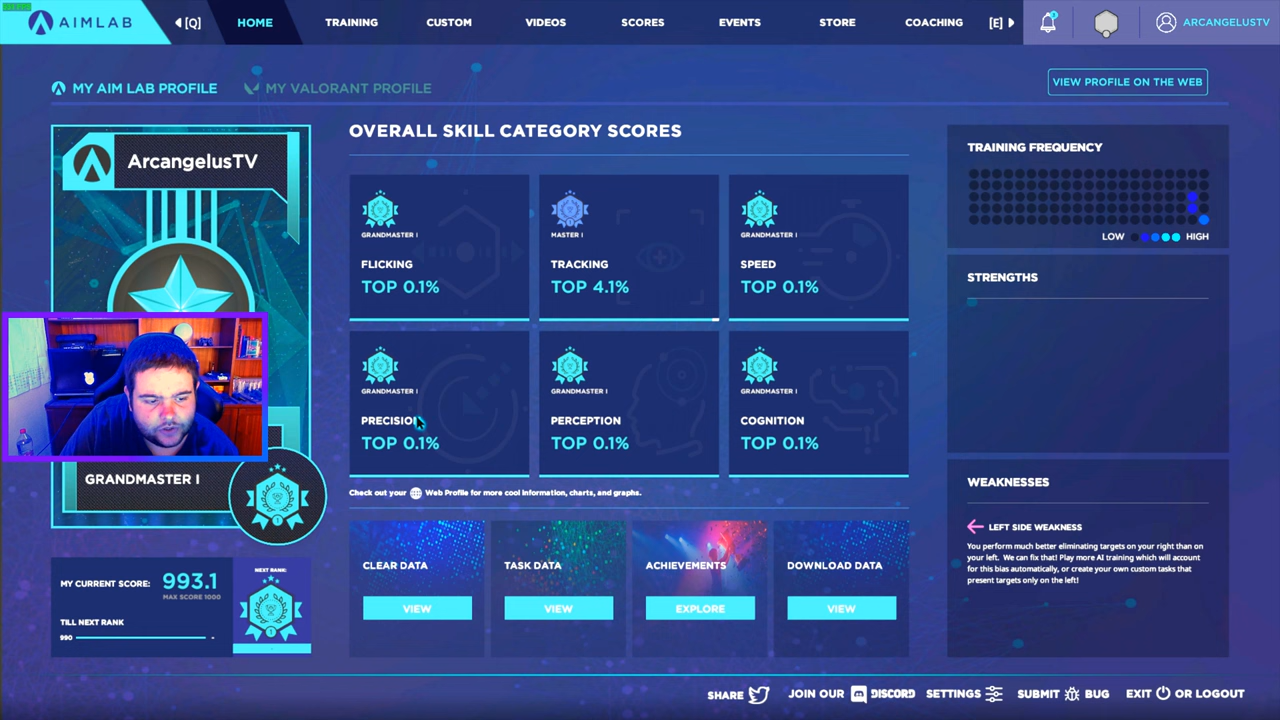 AIMLAB
[Q]
HOME
TRAINING
CUSTOM
VIDEOS
SCORES
EVENTS
STORE
COACHING
[E]
ARCANGELUSTV
MY AIM LAB PROFILE
MY VALORANT PROFILE
VIEW PROFILE ON THE WEB
ArcangelusTV
GRANDMASTER I
MY CURRENT SCORE: 993.1
MAX SCORE 1000
TILL NEXT RANK
990
NEXT RANK:
OVERALL SKILL CATEGORY SCORES
GRANDMASTER I
FLICKING
TOP 0.1%
MASTER I
TRACKING
TOP 4.1%
GRANDMASTER I
SPEED
TOP 0.1%
GRANDMASTER I
PRECISION
TOP 0.1%
GRANDMASTER I
PERCEPTION
TOP 0.1%
GRANDMASTER I
COGNITION
TOP 0.1%
Check out your Web Profile for more cool information, charts, and graphs.
CLEAR DATA
VIEW
TASK DATA
VIEW
ACHIEVEMENTS
EXPLORE
DOWNLOAD DATA
VIEW
TRAINING FREQUENCY
LOW
HIGH
STRENGTHS
WEAKNESSES
LEFT SIDE WEAKNESS
You perform much better eliminating targets on your right than on
your left. We can fix that! Play more AI training which will account
for this bias automatically, or create your own custom tasks that
present targets only on the left!
SHARE
JOIN OUR DISCORD
SETTINGS
SUBMIT BUG
EXIT OR LOGOUT